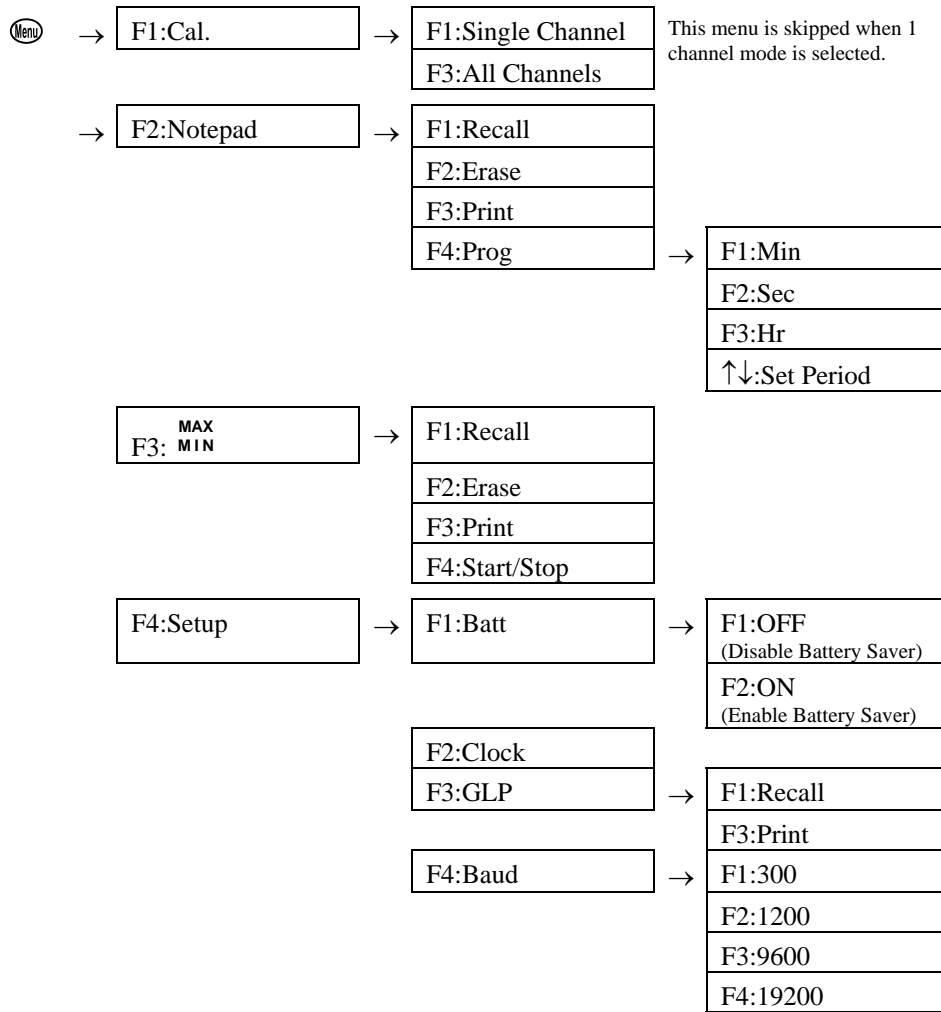 Menu → F1:Cal. → F1:Single Channel This menu is skipped when 1
channel mode is selected.
F3:All Channels
→ F2:Notepad → F1:Recall
F2:Erase
F3:Print
F4:Prog → F1:Min
F2:Sec
F3:Hr
↑↓:Set Period
F3: MAX MIN → F1:Recall
F2:Erase
F3:Print
F4:Start/Stop
F4:Setup → F1:Batt → F1:OFF
(Disable Battery Saver)
F2:ON
(Enable Battery Saver)
F2:Clock
F3:GLP → F1:Recall
F3:Print
F4:Baud → F1:300
F2:1200
F3:9600
F4:19200